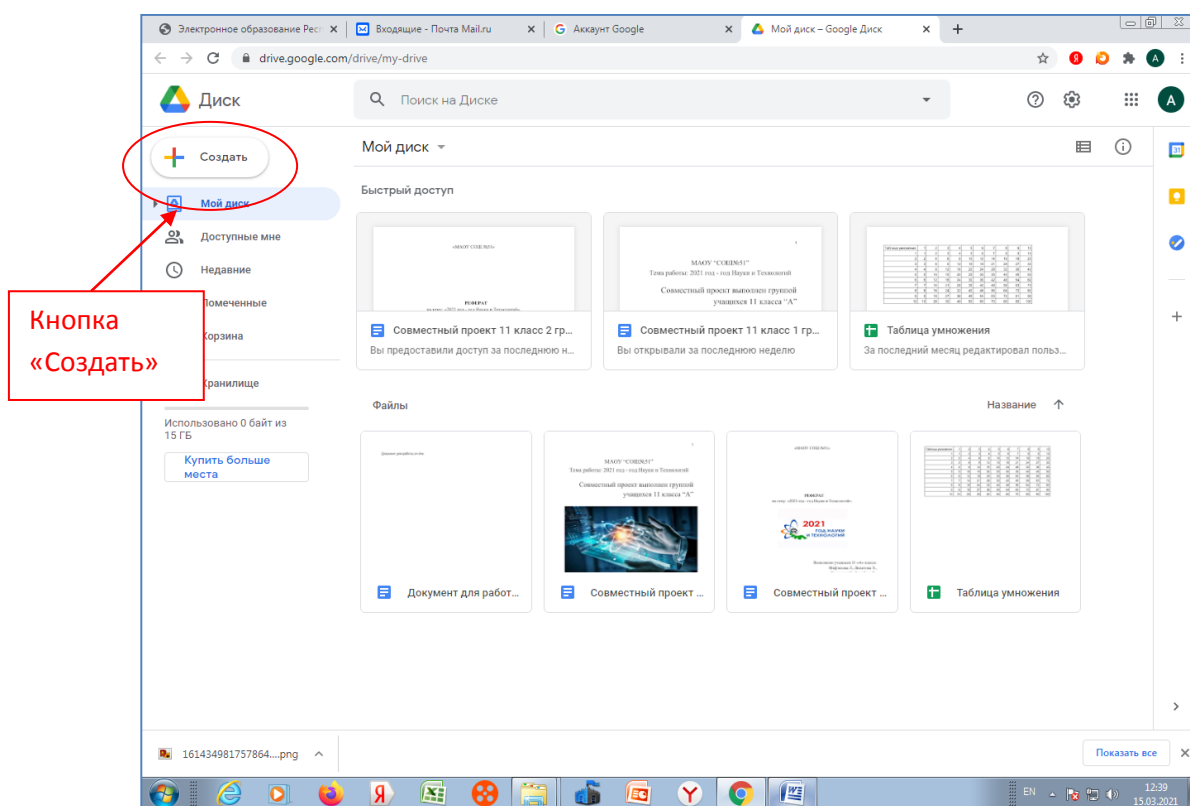 Электронное образование Респ
Входящие - Почта Mail.ru
Аккаунт Google
Мой диск – Google Диск
drive.google.com/drive/my-drive
Диск
Поиск на Диске
Создать
Мой диск
Быстрый доступ
Мой диск
Доступные мне
Недавние
Помеченные
Корзина
Хранилище
Использовано 0 байт из
15 ГБ
Купить больше
места
Кнопка
«Создать»
РЕФЕРАТ
МАОУ "СОШ№51"
Тема работы: 2021 год - год Науки и Технологий
Совместный проект выполнен группой
учащихся 11 класса "А"
Совместный проект 11 класс 2 гр...
Вы предоставили доступ за последнюю н...
Совместный проект 11 класс 1 гр...
Вы открывали за последнюю неделю
Таблица умножения
За последний месяц редактировал польз...
Файлы
Название
МАОУ "СОШ№51"
Тема работы: 2021 год - год Науки и Технологий
Совместный проект выполнен группой
учащихся 11 класса "А"
РЕФЕРАТ
2021
ГОД НАУКИ
И ТЕХНОЛОГИЙ
Документ для работ...
Совместный проект ...
Совместный проект ...
Таблица умножения
161434981757864....png
Показать все
EN
12:39
15.03.2021